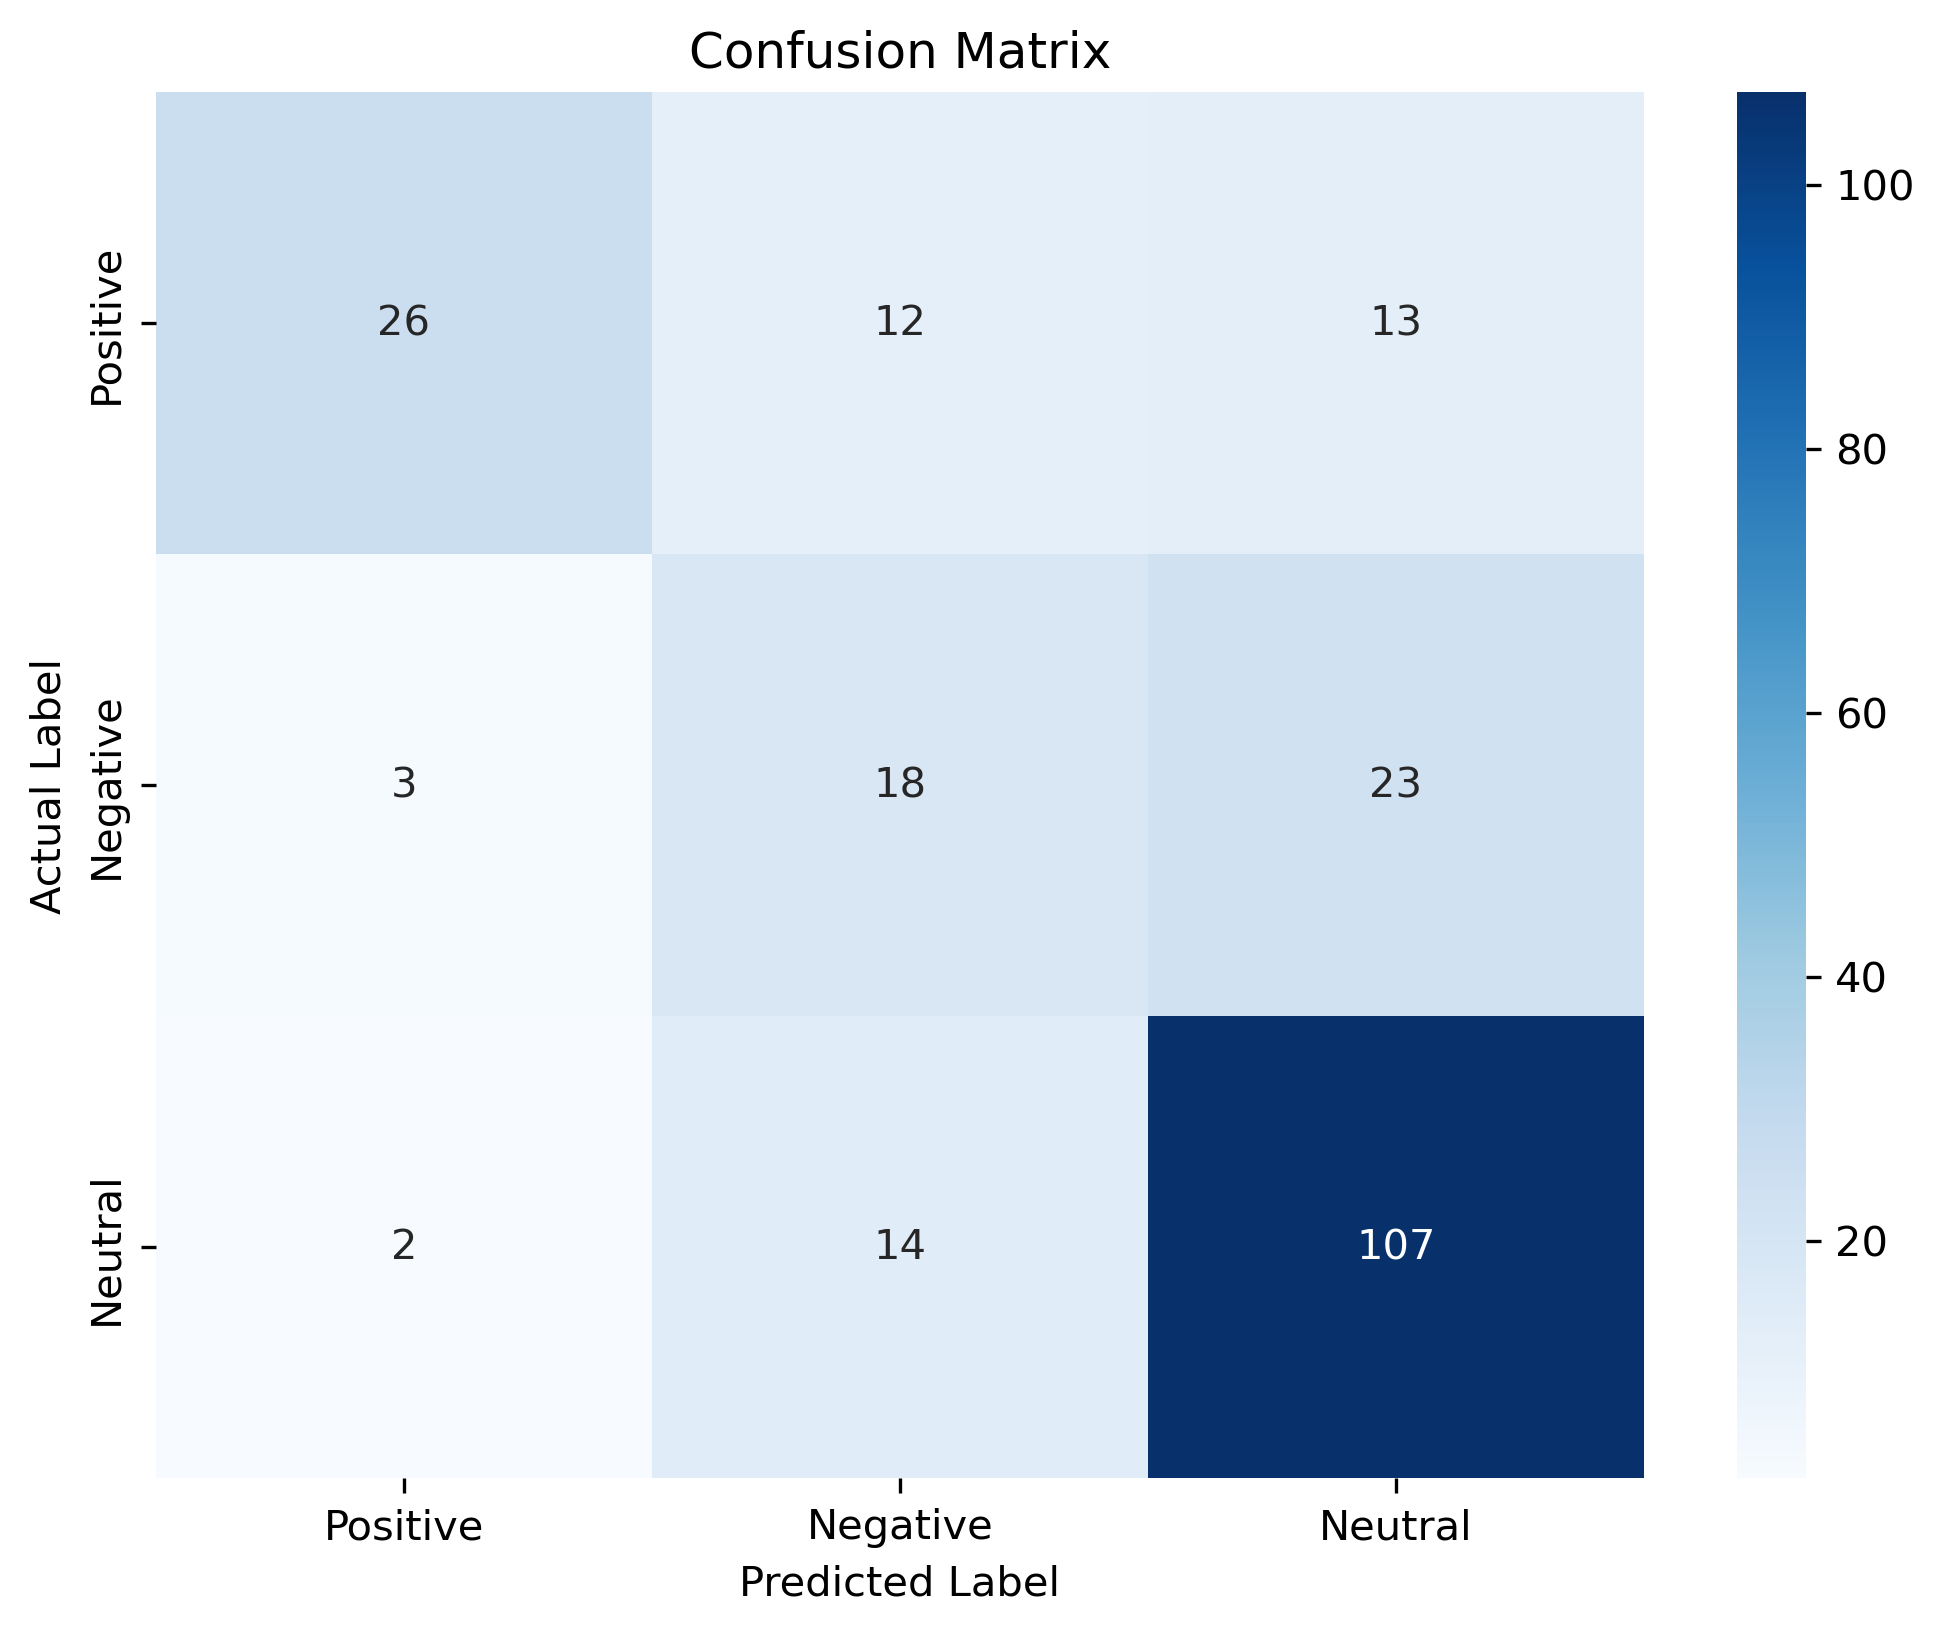 Confusion Matrix
Positive
26
12
13
100
80
Actual Label
Negative
3
18
23
60
40
Neutral
2
14
107
20
Positive
Negative
Neutral
Predicted Label